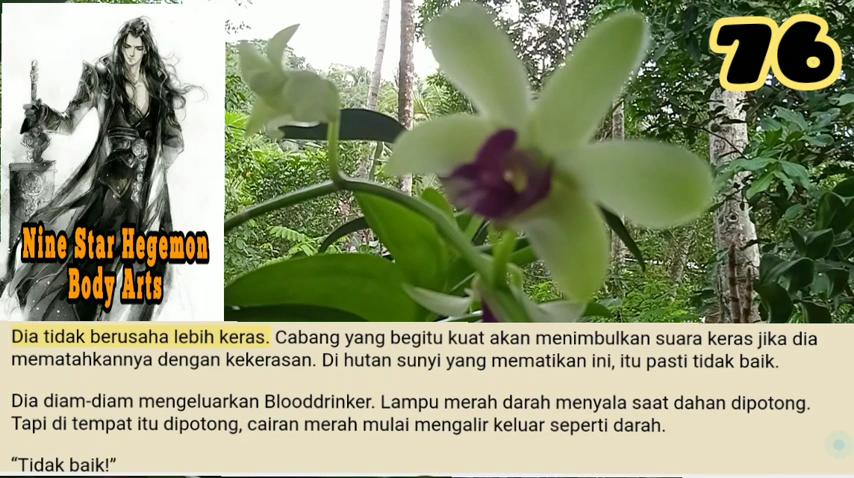 76
Nine Star Hegemon
Body Arts
Dia tidak berusaha lebih keras. Cabang yang begitu kuat akan menimbulkan suara keras jika dia
mematahkannya dengan kekerasan. Di hutan sunyi yang mematikan ini, itu pasti tidak baik.
Dia diam-diam mengeluarkan Blooddrinker. Lampu merah darah menyala saat dahan dipotong.
Tapi di tempat itu dipotong, cairan merah mulai mengalir keluar seperti darah.
“Tidak baik!”